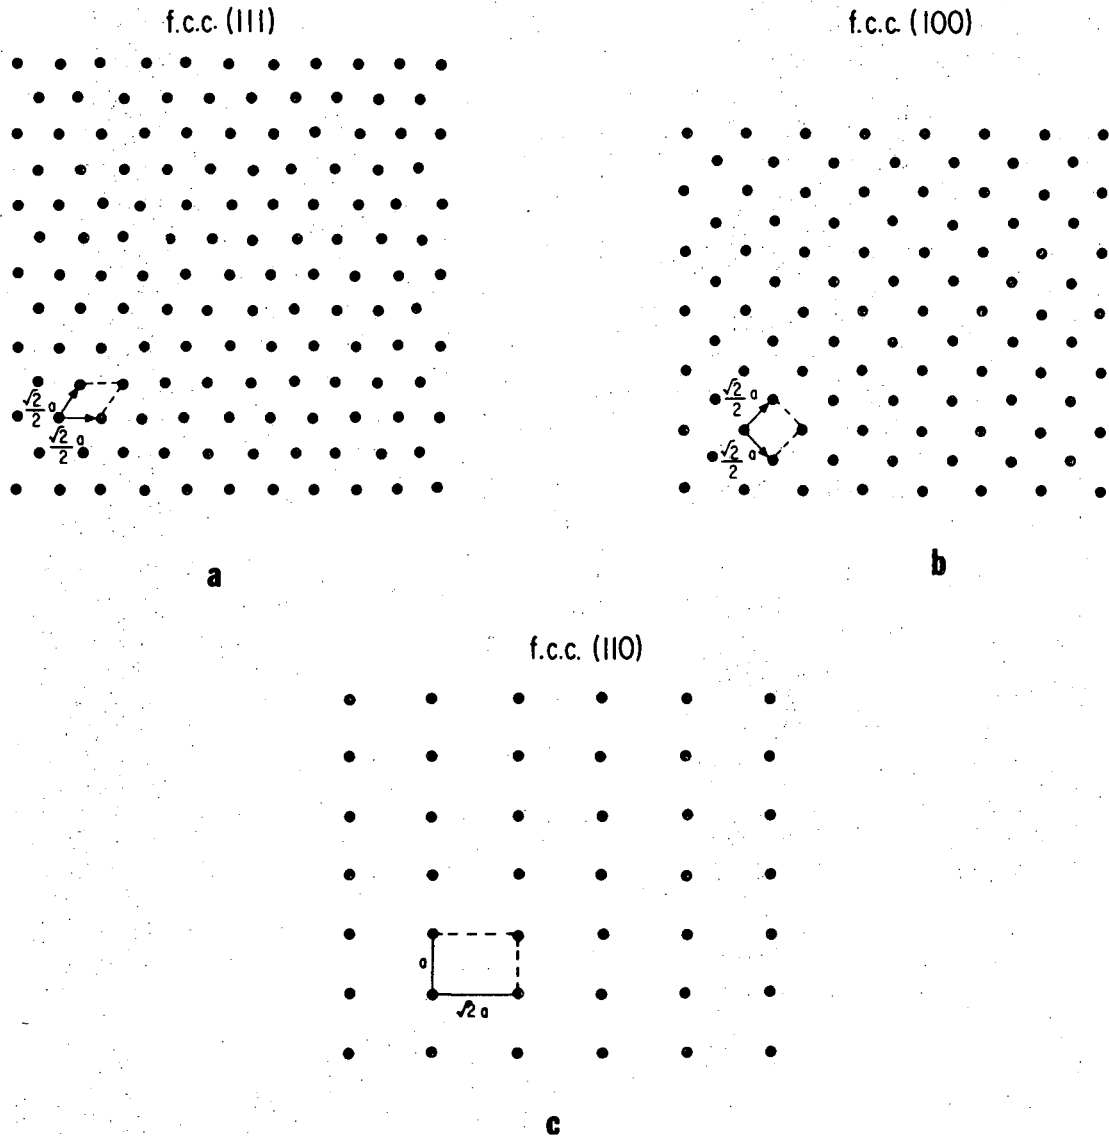 f.c.c. (111)
f.c.c. (100)
√2/2 a
√2/2 a
√2/2 a
√2/2 a
a
b
f.c.c. (110)
a
√2 a
c